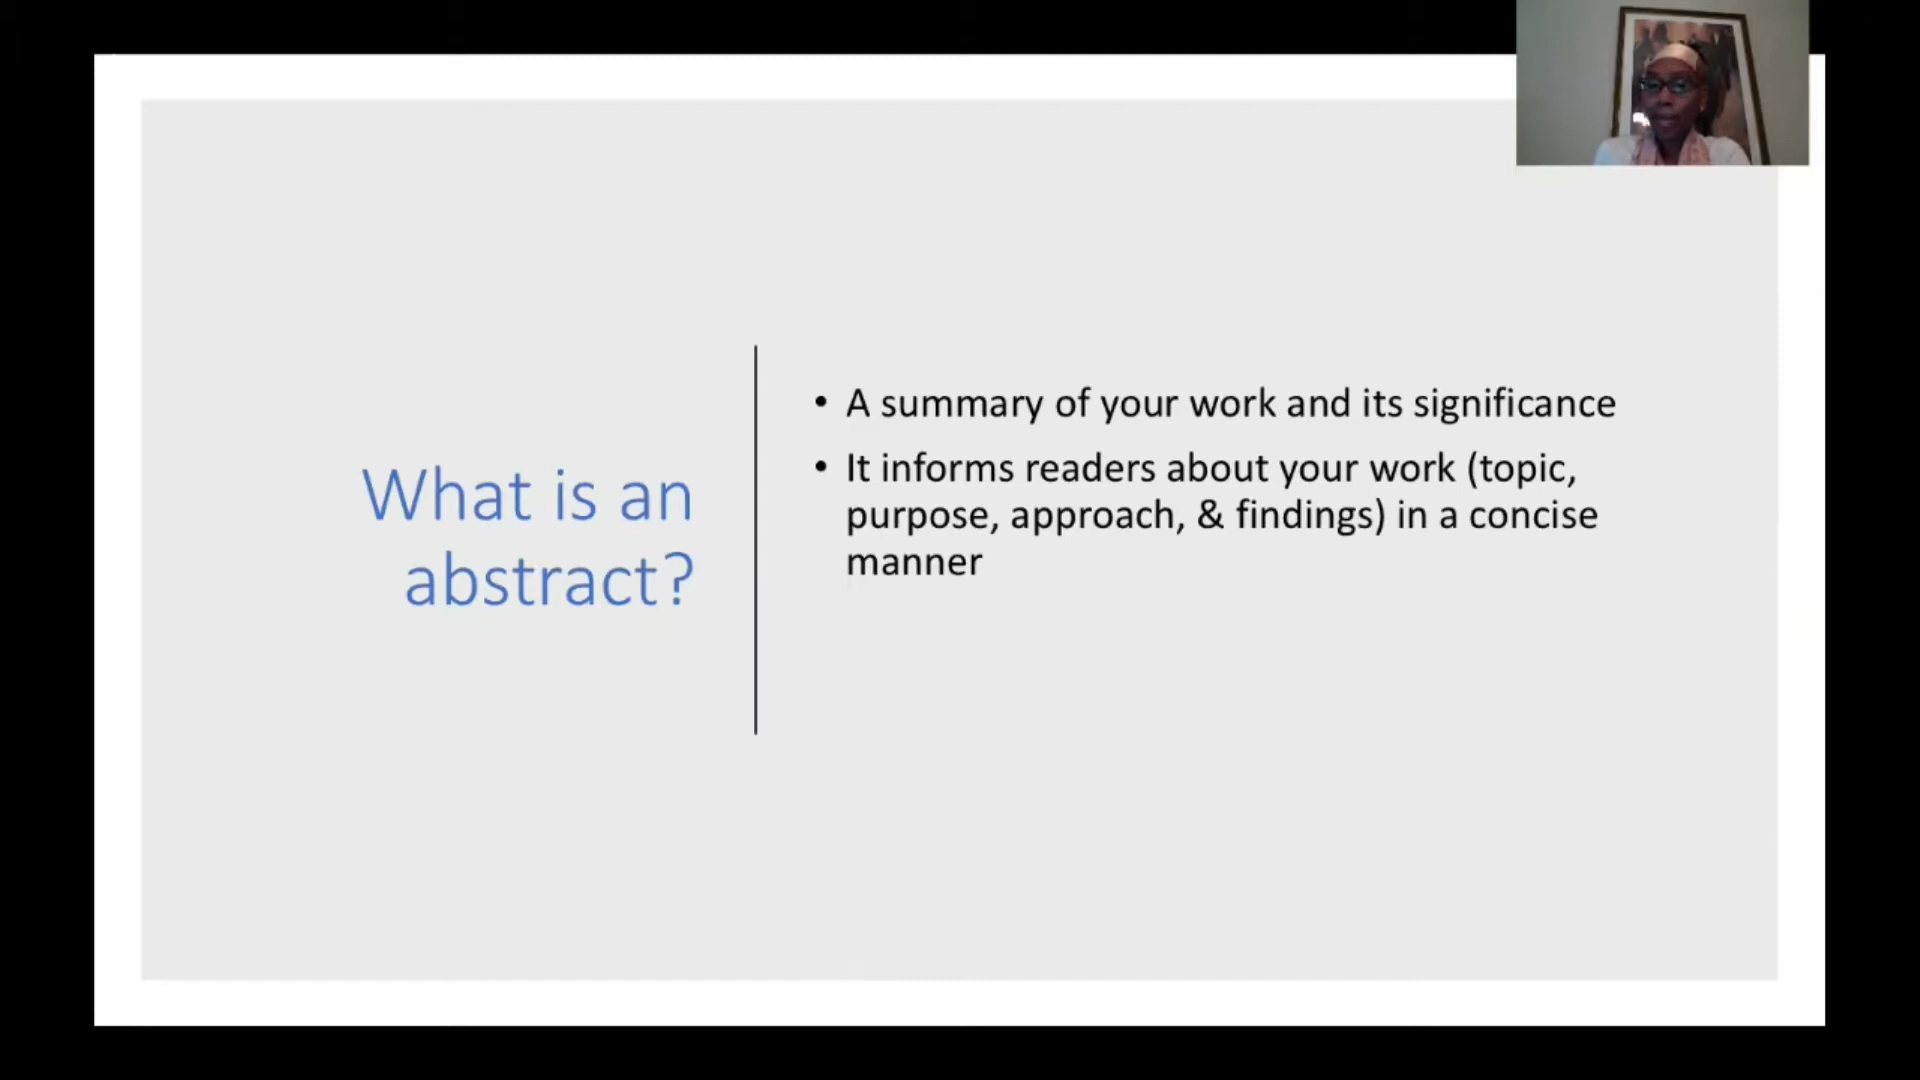 What is an
abstract?
• A summary of your work and its significance
• It informs readers about your work (topic,
purpose, approach, & findings) in a concise
manner